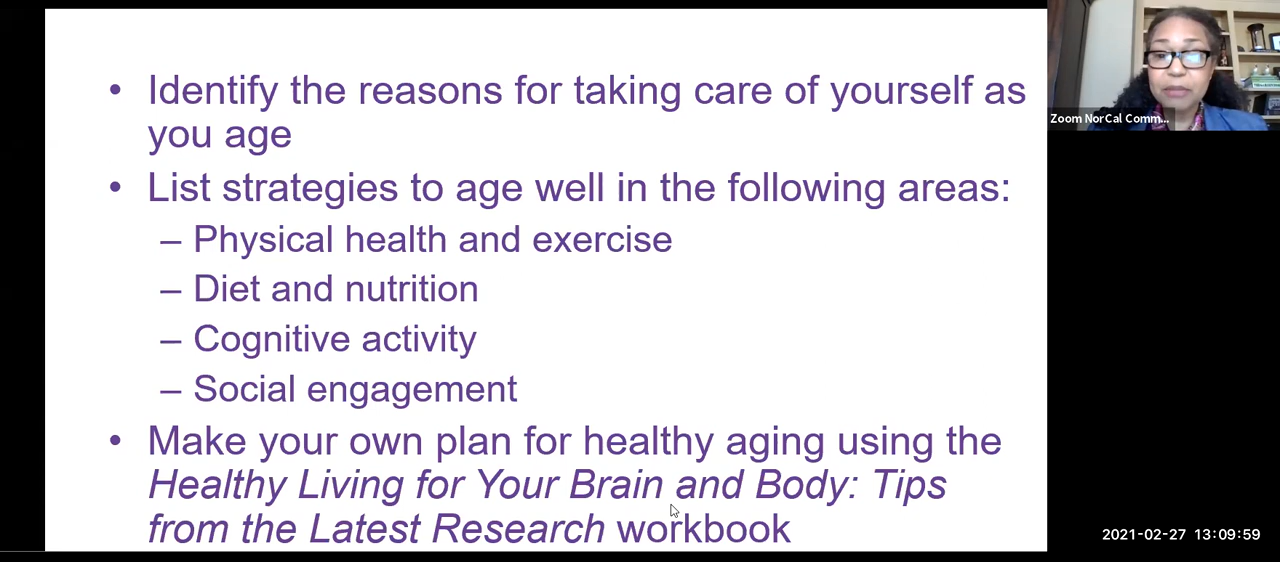 • Identify the reasons for taking care of yourself as
you age
• List strategies to age well in the following areas:
– Physical health and exercise
– Diet and nutrition
– Cognitive activity
– Social engagement
• Make your own plan for healthy aging using the
Healthy Living for Your Brain and Body: Tips
from the Latest Research workbook
Zoom NorCal Comm...
2021-02-27 13:09:59